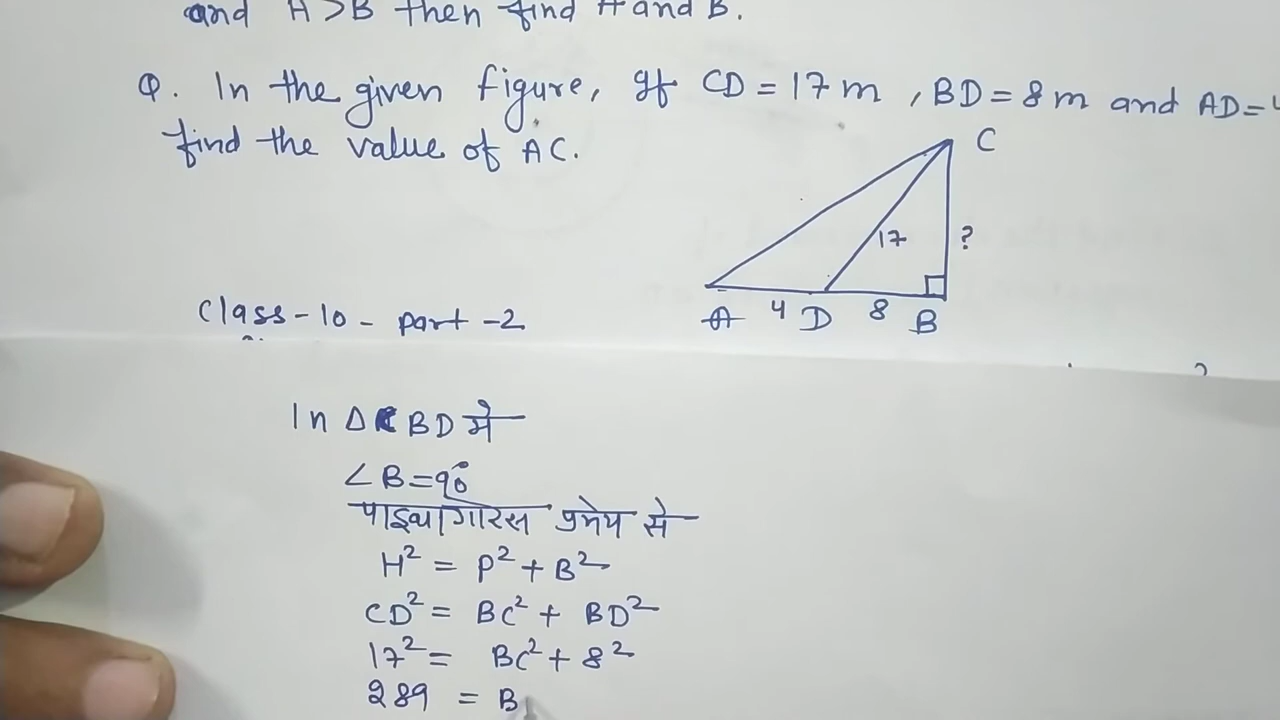 and A > B then find A and B.
Q. In the given figure, If CD = 17 m , BD = 8 m and AD = 4
find the value of AC.
C
17 ?
A 4 D 8 B
Class - 10 - part - 2
In Δ CBD में
∠B = 90°
पाइथागोरस प्रमेय से
H² = P² + B²
CD² = BC² + BD²
17² = BC² + 8²
289 = B